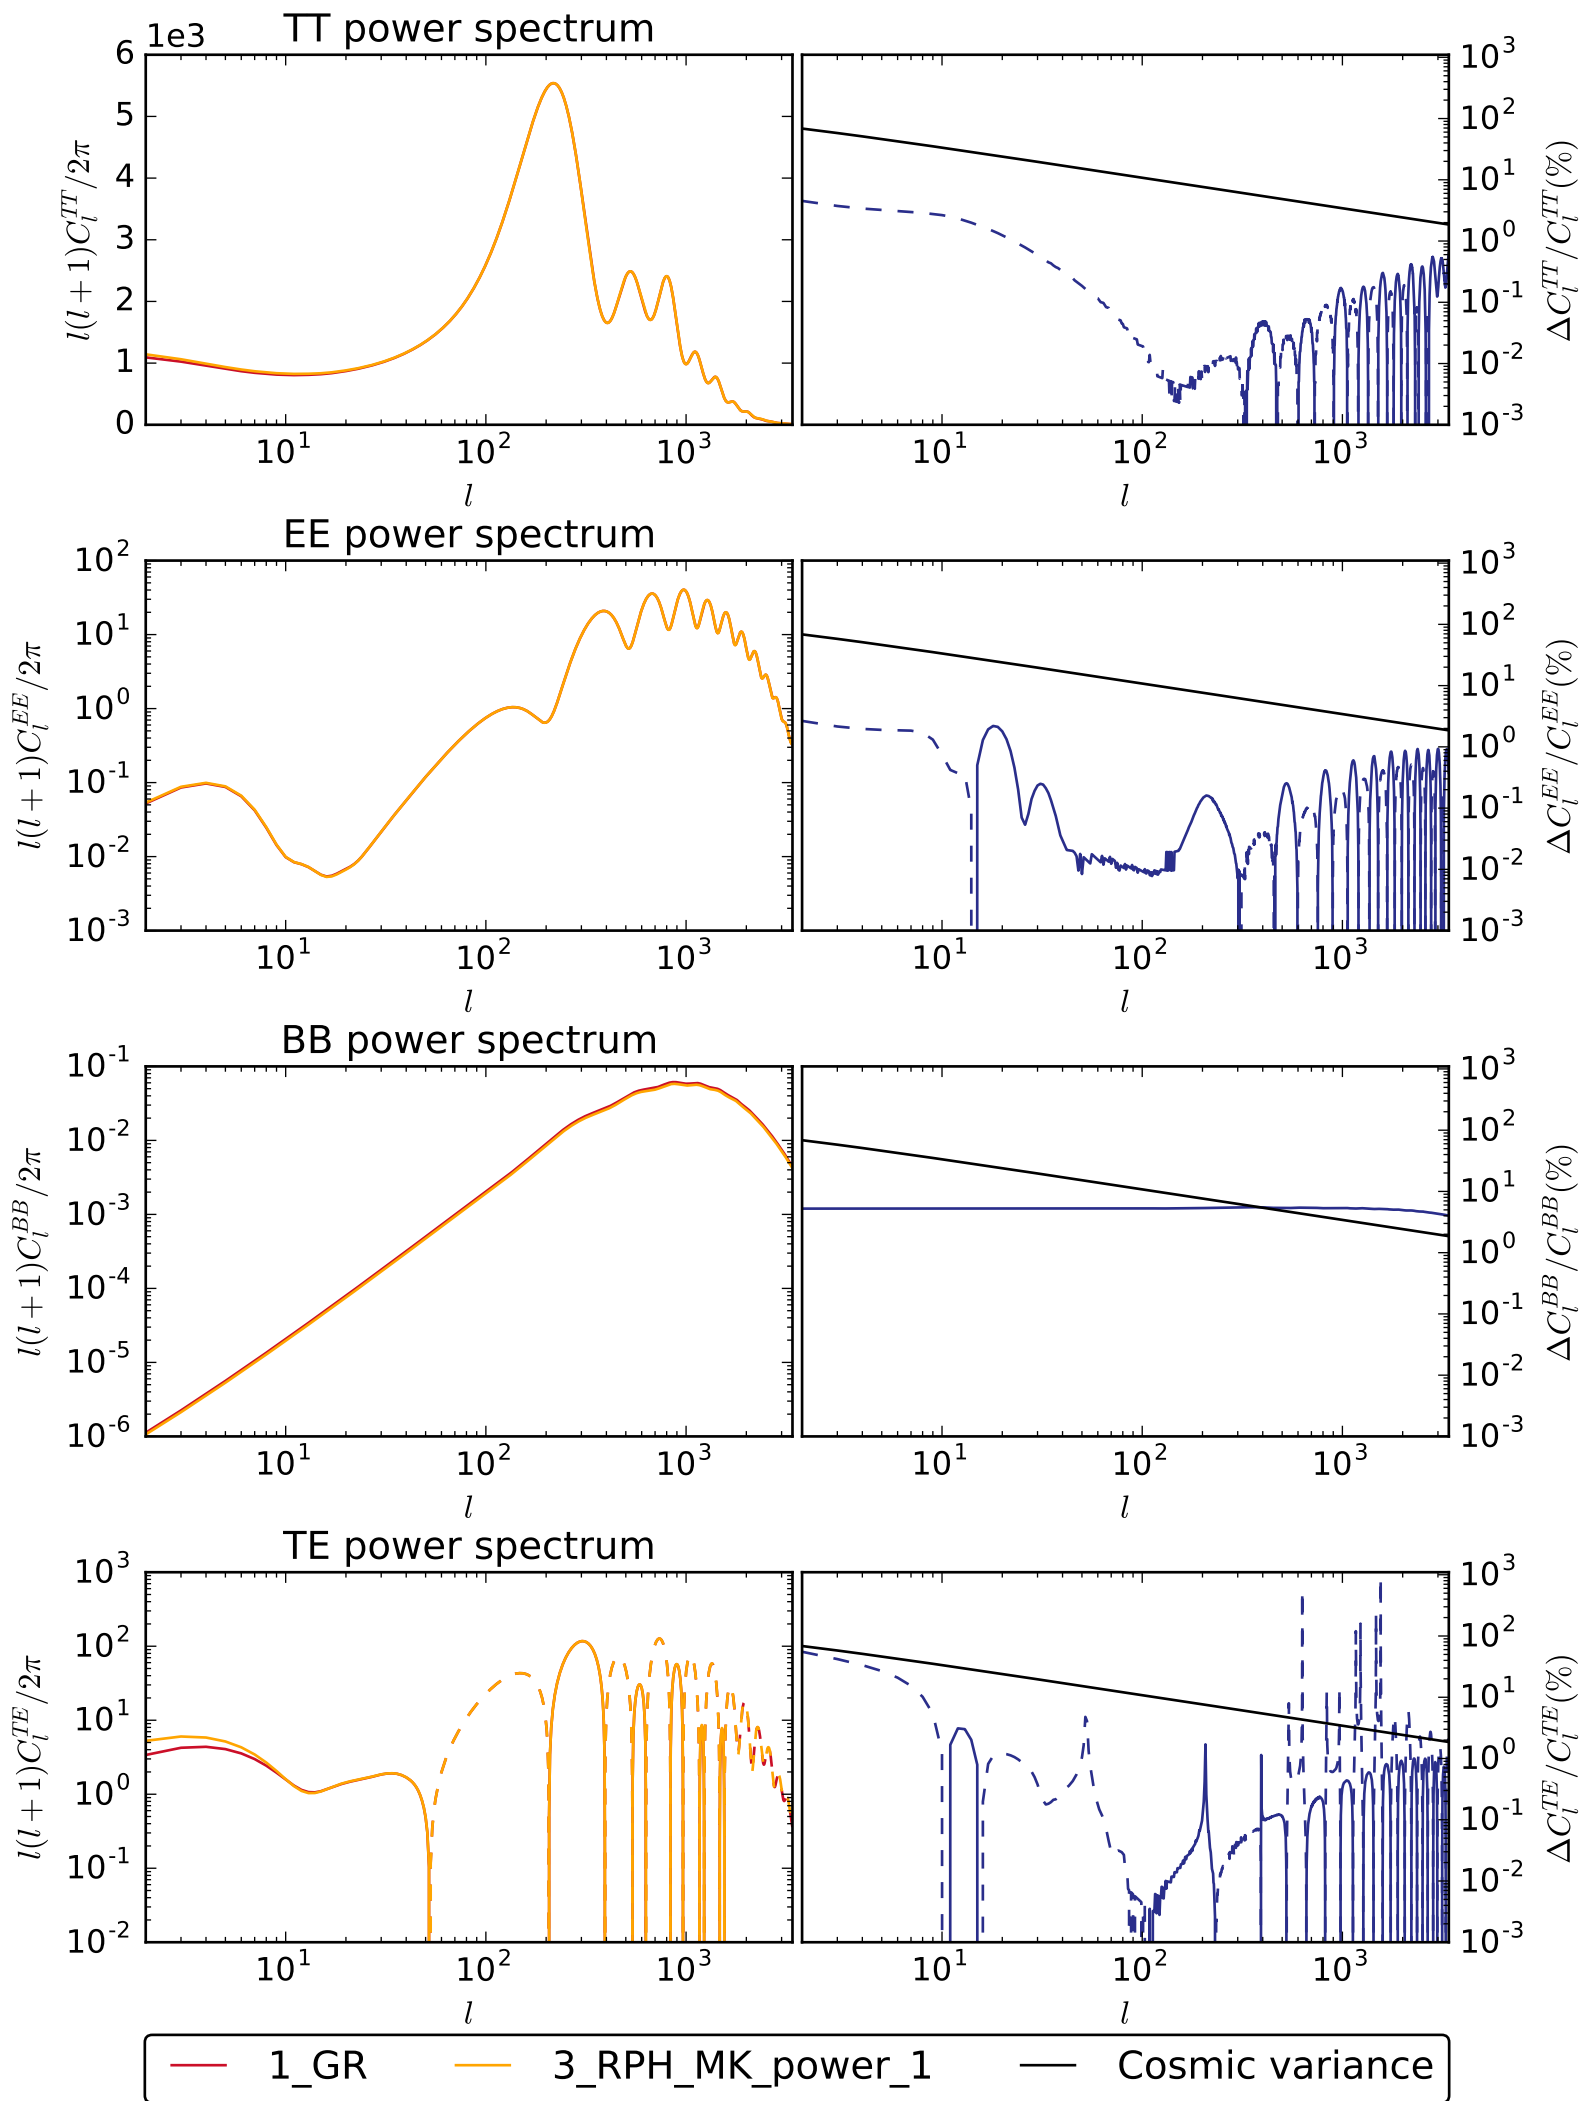 TT power spectrum
1e3
6
5
4
3
2
1
0
l(l+1)C_l^{TT}/2π
10^1 10^2 10^3
l
10^3
10^2
10^1
10^0
10^-1
10^-2
10^-3
ΔC_l^{TT}/C_l^{TT}(%)
10^1 10^2 10^3
l
EE power spectrum
10^2
10^1
10^0
10^-1
10^-2
10^-3
l(l+1)C_l^{EE}/2π
10^1 10^2 10^3
l
10^3
10^2
10^1
10^0
10^-1
10^-2
10^-3
ΔC_l^{EE}/C_l^{EE}(%)
10^1 10^2 10^3
l
BB power spectrum
10^-1
10^-2
10^-3
10^-4
10^-5
10^-6
l(l+1)C_l^{BB}/2π
10^1 10^2 10^3
l
10^3
10^2
10^1
10^0
10^-1
10^-2
10^-3
ΔC_l^{BB}/C_l^{BB}(%)
10^1 10^2 10^3
l
TE power spectrum
10^3
10^2
10^1
10^0
10^-1
10^-2
l(l+1)C_l^{TE}/2π
10^1 10^2 10^3
l
10^3
10^2
10^1
10^0
10^-1
10^-2
10^-3
ΔC_l^{TE}/C_l^{TE}(%)
10^1 10^2 10^3
l
1_GR 3_RPH_MK_power_1 Cosmic variance